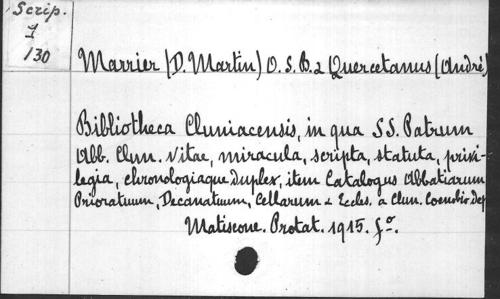 Scrip.
I
130
Marrier (D. Martin) O. S. B. & Quercetanus (André)
Bibliotheca Cluniacensis, in qua SS. Patrum
Abb. Clun. Vitae, miracula, scripta, statuta, privi-
legia, chronologiaque duplex, item Catalogus Abbatiarum
Prioratuum, Decanatuum, Cellarum & Eccles. a Clun. Coenobio dep
Matiscone. Protat. 1915. fo.